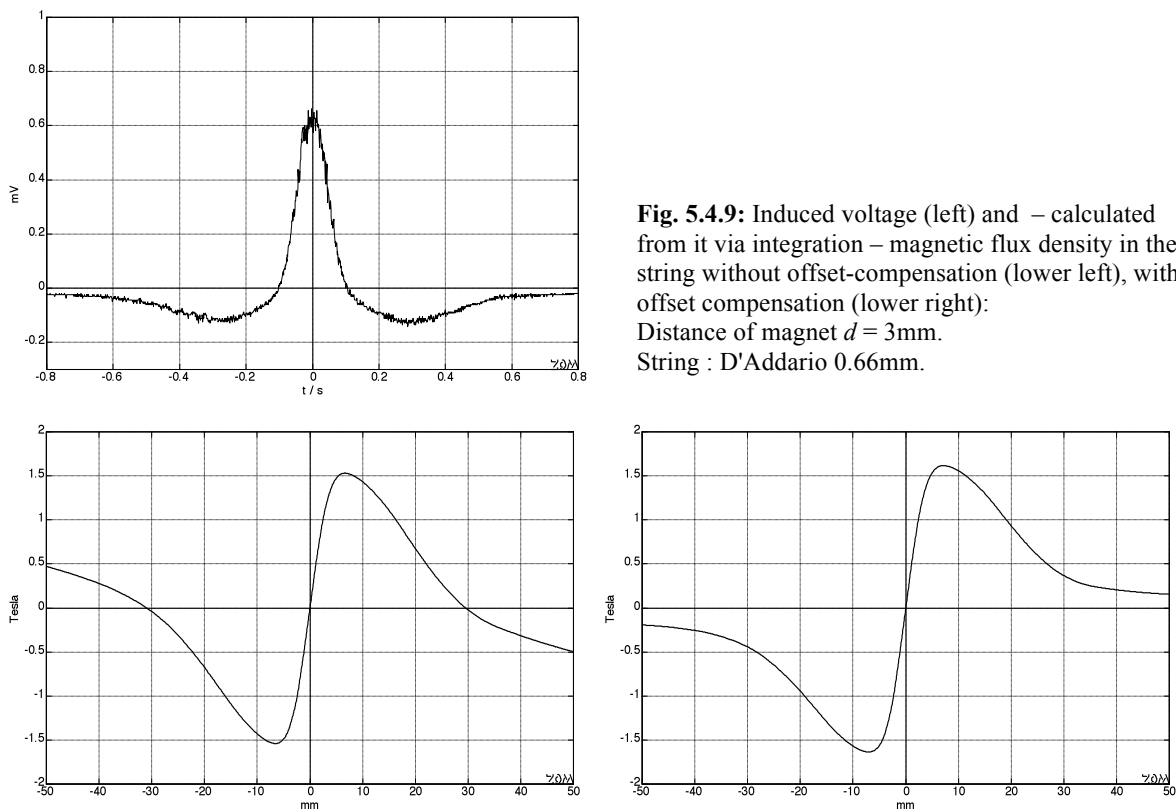 1
0.8
0.6
0.4
0.2
0
-0.2
mV
-0.8 -0.6 -0.4 -0.2 0 0.2 0.4 0.6 0.8
t / s
Fig. 5.4.9: Induced voltage (left) and – calculated
from it via integration – magnetic flux density in the
string without offset-compensation (lower left), with
offset compensation (lower right):
Distance of magnet d = 3mm.
String : D'Addario 0.66mm.
2
1.5
1
0.5
0
-0.5
-1
-1.5
-2
Tesla
-50 -40 -30 -20 -10 0 10 20 30 40 50
mm
2
1.5
1
0.5
0
-0.5
-1
-1.5
-2
Tesla
-50 -40 -30 -20 -10 0 10 20 30 40 50
mm